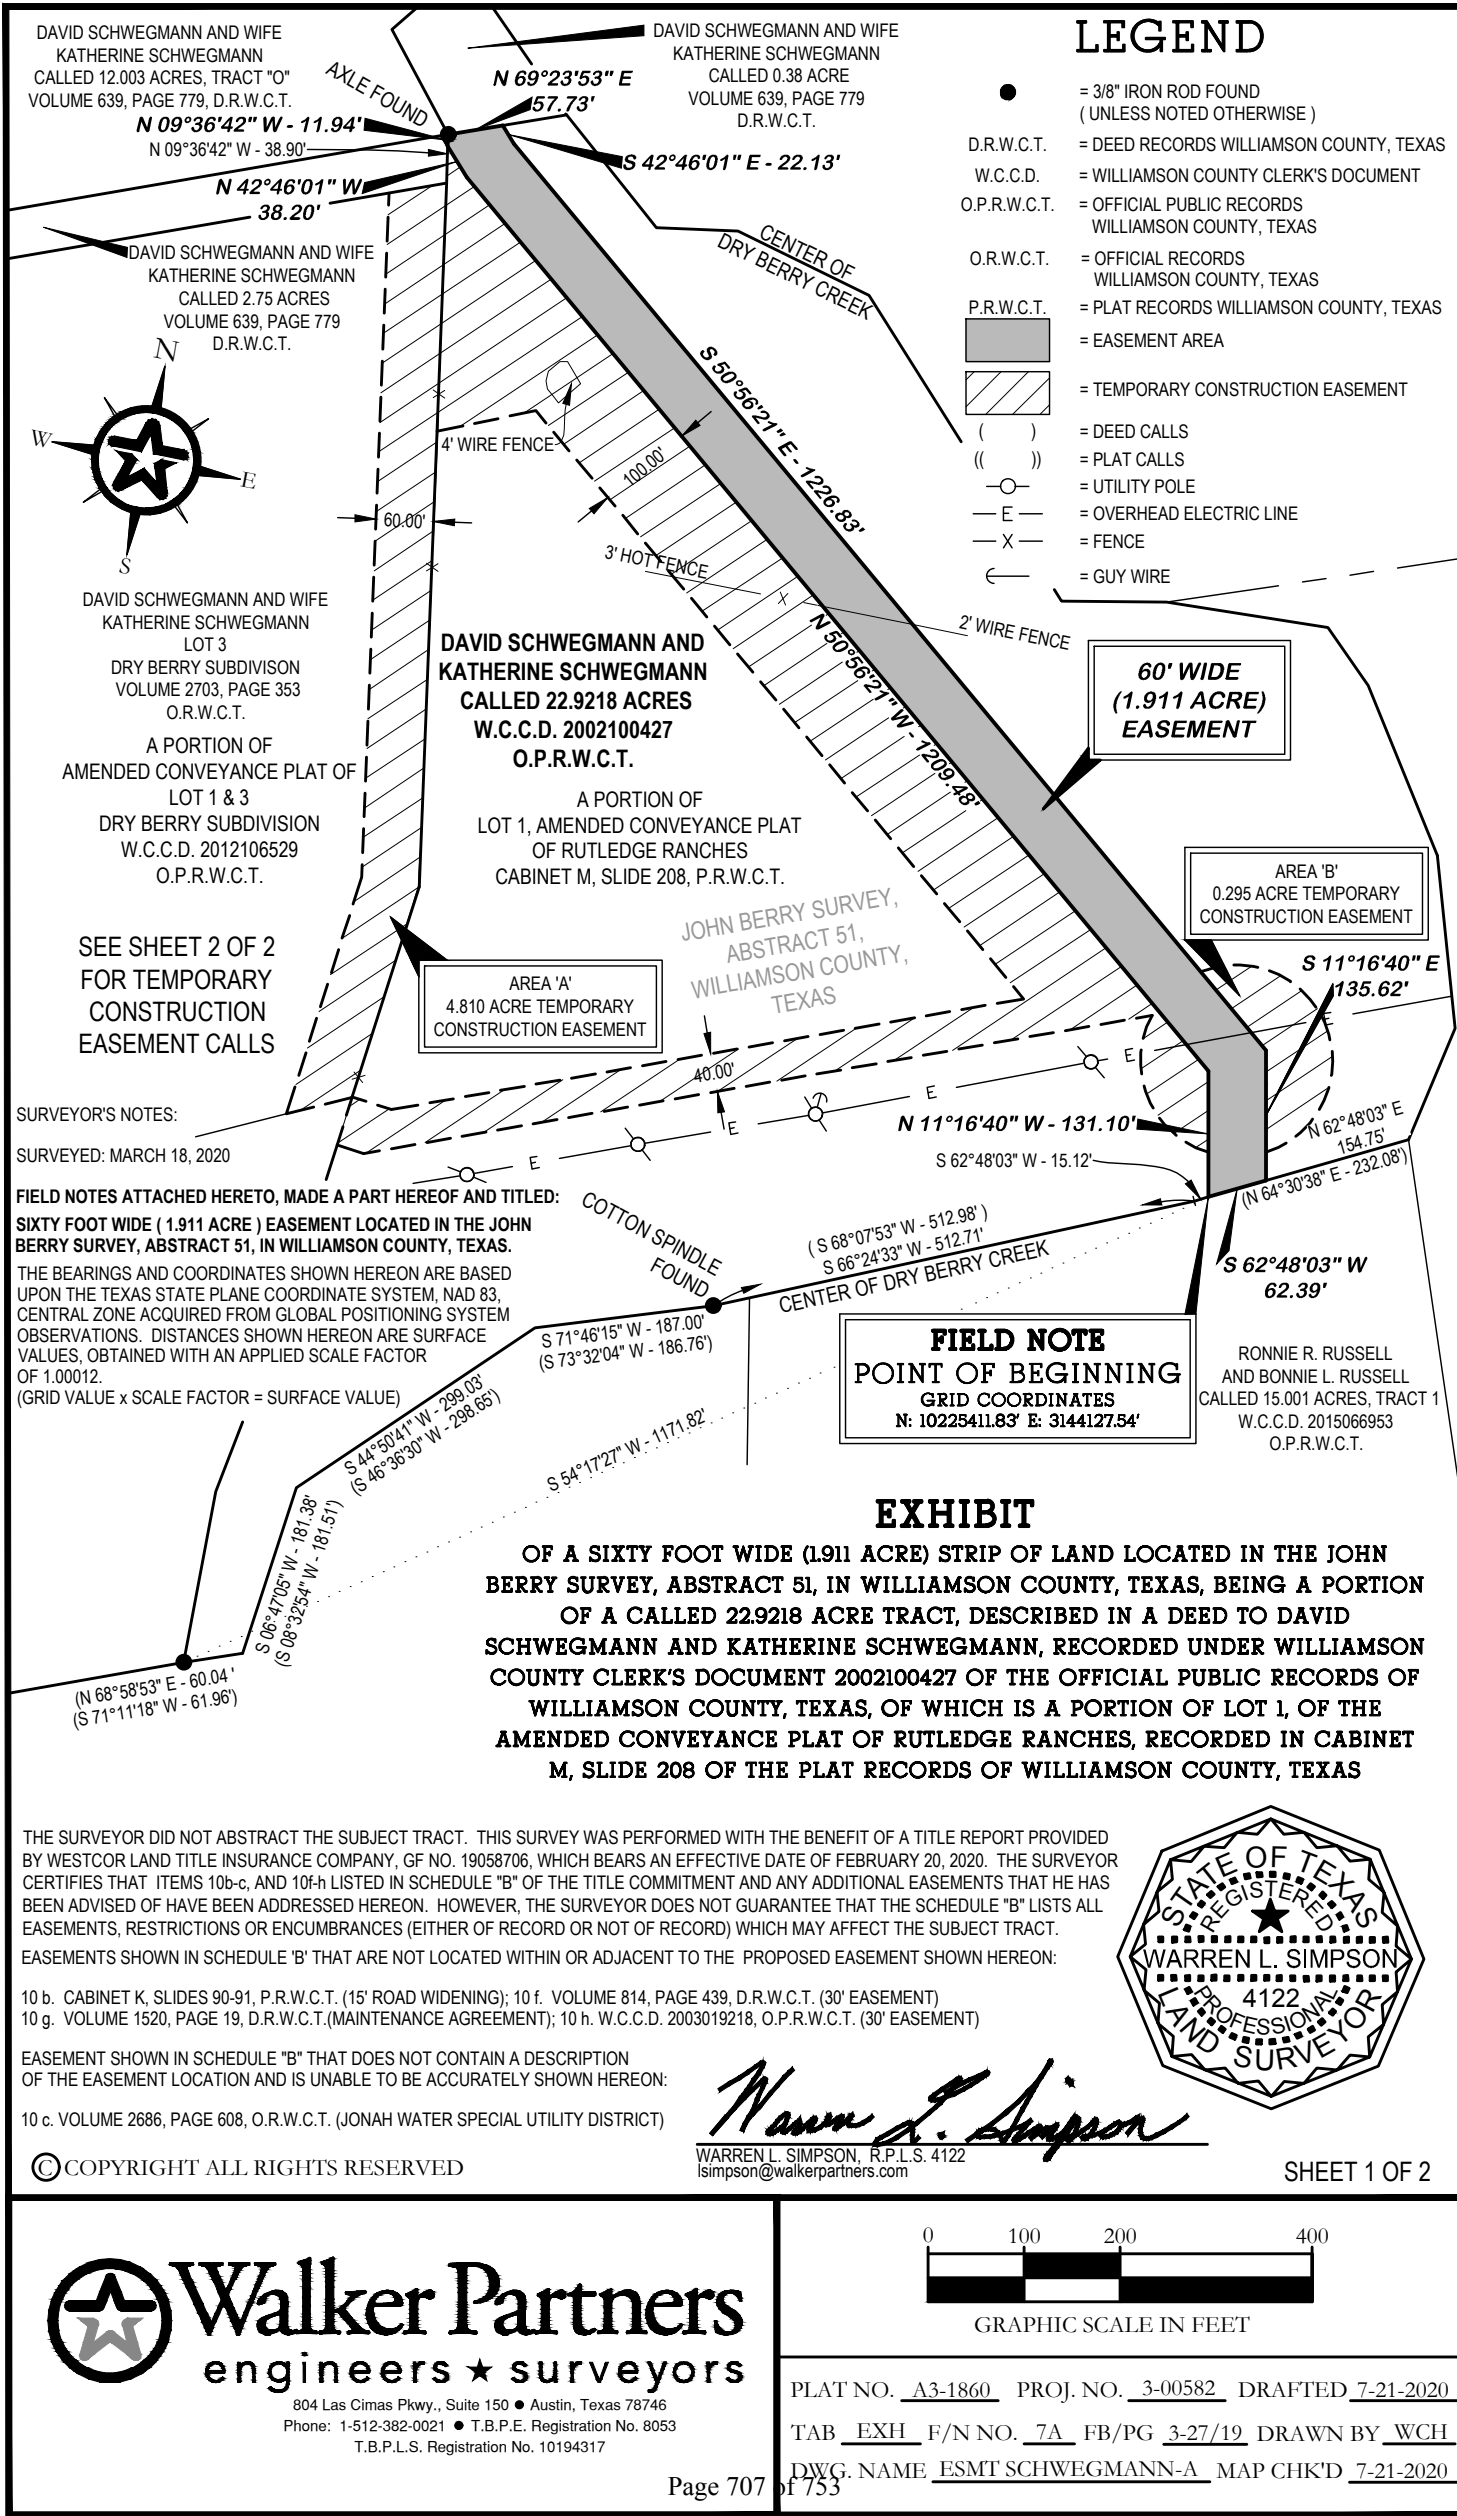 DAVID SCHWEGMANN AND WIFE
KATHERINE SCHWEGMANN
CALLED 12.003 ACRES, TRACT "O"
VOLUME 639, PAGE 779, D.R.W.C.T.
AXLE FOUND
N 09°36'42" W - 11.94'
N 09°36'42" W - 38.90'
N 42°46'01" W
38.20'
N 69°23'53" E
57.73'
DAVID SCHWEGMANN AND WIFE
KATHERINE SCHWEGMANN
CALLED 0.38 ACRE
VOLUME 639, PAGE 779
D.R.W.C.T.
S 42°46'01" E - 22.13'
LEGEND
= 3/8" IRON ROD FOUND
( UNLESS NOTED OTHERWISE )
D.R.W.C.T. = DEED RECORDS WILLIAMSON COUNTY, TEXAS
W.C.C.D. = WILLIAMSON COUNTY CLERK'S DOCUMENT
O.P.R.W.C.T. = OFFICIAL PUBLIC RECORDS
WILLIAMSON COUNTY, TEXAS
O.R.W.C.T. = OFFICIAL RECORDS
WILLIAMSON COUNTY, TEXAS
P.R.W.C.T. = PLAT RECORDS WILLIAMSON COUNTY, TEXAS
= EASEMENT AREA
= TEMPORARY CONSTRUCTION EASEMENT
( ) = DEED CALLS
(( )) = PLAT CALLS
= UTILITY POLE
E = OVERHEAD ELECTRIC LINE
X = FENCE
= GUY WIRE
DAVID SCHWEGMANN AND WIFE
KATHERINE SCHWEGMANN
CALLED 2.75 ACRES
VOLUME 639, PAGE 779
D.R.W.C.T.
CENTER OF
DRY BERRY CREEK
N
W
E
S
4' WIRE FENCE
100.00'
60.00'
S 50°56'21" E - 1226.83'
3' HOT FENCE
2' WIRE FENCE
N 50°56'21" W - 1209.48'
DAVID SCHWEGMANN AND WIFE
KATHERINE SCHWEGMANN
LOT 3
DRY BERRY SUBDIVISON
VOLUME 2703, PAGE 353
O.R.W.C.T.
A PORTION OF
AMENDED CONVEYANCE PLAT OF
LOT 1 & 3
DRY BERRY SUBDIVISION
W.C.C.D. 2012106529
O.P.R.W.C.T.
DAVID SCHWEGMANN AND
KATHERINE SCHWEGMANN
CALLED 22.9218 ACRES
W.C.C.D. 2002100427
O.P.R.W.C.T.
A PORTION OF
LOT 1, AMENDED CONVEYANCE PLAT
OF RUTLEDGE RANCHES
CABINET M, SLIDE 208, P.R.W.C.T.
60' WIDE
(1.911 ACRE)
EASEMENT
AREA 'B'
0.295 ACRE TEMPORARY
CONSTRUCTION EASEMENT
JOHN BERRY SURVEY,
ABSTRACT 51,
WILLIAMSON COUNTY,
TEXAS
SEE SHEET 2 OF 2
FOR TEMPORARY
CONSTRUCTION
EASEMENT CALLS
AREA 'A'
4.810 ACRE TEMPORARY
CONSTRUCTION EASEMENT
S 11°16'40" E
135.62'
40.00'
E
E
E
E
E
N 11°16'40" W - 131.10'
S 62°48'03" W - 15.12'
N 62°48'03" E
154.75'
(N 64°30'38" E - 232.08')
SURVEYOR'S NOTES:
SURVEYED: MARCH 18, 2020
FIELD NOTES ATTACHED HERETO, MADE A PART HEREOF AND TITLED:
SIXTY FOOT WIDE ( 1.911 ACRE ) EASEMENT LOCATED IN THE JOHN
BERRY SURVEY, ABSTRACT 51, IN WILLIAMSON COUNTY, TEXAS.
THE BEARINGS AND COORDINATES SHOWN HEREON ARE BASED
UPON THE TEXAS STATE PLANE COORDINATE SYSTEM, NAD 83,
CENTRAL ZONE ACQUIRED FROM GLOBAL POSITIONING SYSTEM
OBSERVATIONS. DISTANCES SHOWN HEREON ARE SURFACE
VALUES, OBTAINED WITH AN APPLIED SCALE FACTOR
OF 1.00012.
(GRID VALUE x SCALE FACTOR = SURFACE VALUE)
COTTON SPINDLE
FOUND
( S 68°07'53" W - 512.98' )
S 66°24'33" W - 512.71'
CENTER OF DRY BERRY CREEK
S 62°48'03" W
62.39'
S 71°46'15" W - 187.00'
(S 73°32'04" W - 186.76')
FIELD NOTE
POINT OF BEGINNING
GRID COORDINATES
N: 10225411.83' E: 3144127.54'
RONNIE R. RUSSELL
AND BONNIE L. RUSSELL
CALLED 15.001 ACRES, TRACT 1
W.C.C.D. 2015066953
O.P.R.W.C.T.
S 44°50'41" W - 299.03'
(S 46°36'30" W - 298.65')
S 54°17'27" W - 1171.82'
S 06°47'05" W - 181.38'
(S 08°32'54" W - 181.51')
(N 68°58'53" E - 60.04 '
(S 71°11'18" W - 61.96')
EXHIBIT
OF A SIXTY FOOT WIDE (1.911 ACRE) STRIP OF LAND LOCATED IN THE JOHN
BERRY SURVEY, ABSTRACT 51, IN WILLIAMSON COUNTY, TEXAS, BEING A PORTION
OF A CALLED 22.9218 ACRE TRACT, DESCRIBED IN A DEED TO DAVID
SCHWEGMANN AND KATHERINE SCHWEGMANN, RECORDED UNDER WILLIAMSON
COUNTY CLERK'S DOCUMENT 2002100427 OF THE OFFICIAL PUBLIC RECORDS OF
WILLIAMSON COUNTY, TEXAS, OF WHICH IS A PORTION OF LOT 1, OF THE
AMENDED CONVEYANCE PLAT OF RUTLEDGE RANCHES, RECORDED IN CABINET
M, SLIDE 208 OF THE PLAT RECORDS OF WILLIAMSON COUNTY, TEXAS
THE SURVEYOR DID NOT ABSTRACT THE SUBJECT TRACT. THIS SURVEY WAS PERFORMED WITH THE BENEFIT OF A TITLE REPORT PROVIDED
BY WESTCOR LAND TITLE INSURANCE COMPANY, GF NO. 19058706, WHICH BEARS AN EFFECTIVE DATE OF FEBRUARY 20, 2020. THE SURVEYOR
CERTIFIES THAT ITEMS 10b-c, AND 10f-h LISTED IN SCHEDULE "B" OF THE TITLE COMMITMENT AND ANY ADDITIONAL EASEMENTS THAT HE HAS
BEEN ADVISED OF HAVE BEEN ADDRESSED HEREON. HOWEVER, THE SURVEYOR DOES NOT GUARANTEE THAT THE SCHEDULE "B" LISTS ALL
EASEMENTS, RESTRICTIONS OR ENCUMBRANCES (EITHER OF RECORD OR NOT OF RECORD) WHICH MAY AFFECT THE SUBJECT TRACT.
EASEMENTS SHOWN IN SCHEDULE 'B' THAT ARE NOT LOCATED WITHIN OR ADJACENT TO THE PROPOSED EASEMENT SHOWN HEREON:
10 b. CABINET K, SLIDES 90-91, P.R.W.C.T. (15' ROAD WIDENING); 10 f. VOLUME 814, PAGE 439, D.R.W.C.T. (30' EASEMENT)
10 g. VOLUME 1520, PAGE 19, D.R.W.C.T.(MAINTENANCE AGREEMENT); 10 h. W.C.C.D. 2003019218, O.P.R.W.C.T. (30' EASEMENT)
EASEMENT SHOWN IN SCHEDULE "B" THAT DOES NOT CONTAIN A DESCRIPTION
OF THE EASEMENT LOCATION AND IS UNABLE TO BE ACCURATELY SHOWN HEREON:
10 c. VOLUME 2686, PAGE 608, O.R.W.C.T. (JONAH WATER SPECIAL UTILITY DISTRICT)
STATE OF TEXAS
REGISTERED
WARREN L. SIMPSON
4122
PROFESSIONAL
LAND SURVEYOR
Warren L. Simpson
WARREN L. SIMPSON, R.P.L.S. 4122
lsimpson@walkerpartners.com
© COPYRIGHT ALL RIGHTS RESERVED
SHEET 1 OF 2
Walker Partners
engineers ★ surveyors
804 Las Cimas Pkwy., Suite 150 ● Austin, Texas 78746
Phone: 1-512-382-0021 ● T.B.P.E. Registration No. 8053
T.B.P.L.S. Registration No. 10194317
0 100 200 400
GRAPHIC SCALE IN FEET
PLAT NO. A3-1860 PROJ. NO. 3-00582 DRAFTED 7-21-2020
TAB EXH F/N NO. 7A FB/PG 3-27/19 DRAWN BY WCH
DWG. NAME ESMT SCHWEGMANN-A MAP CHK'D 7-21-2020
Page 707 of 753